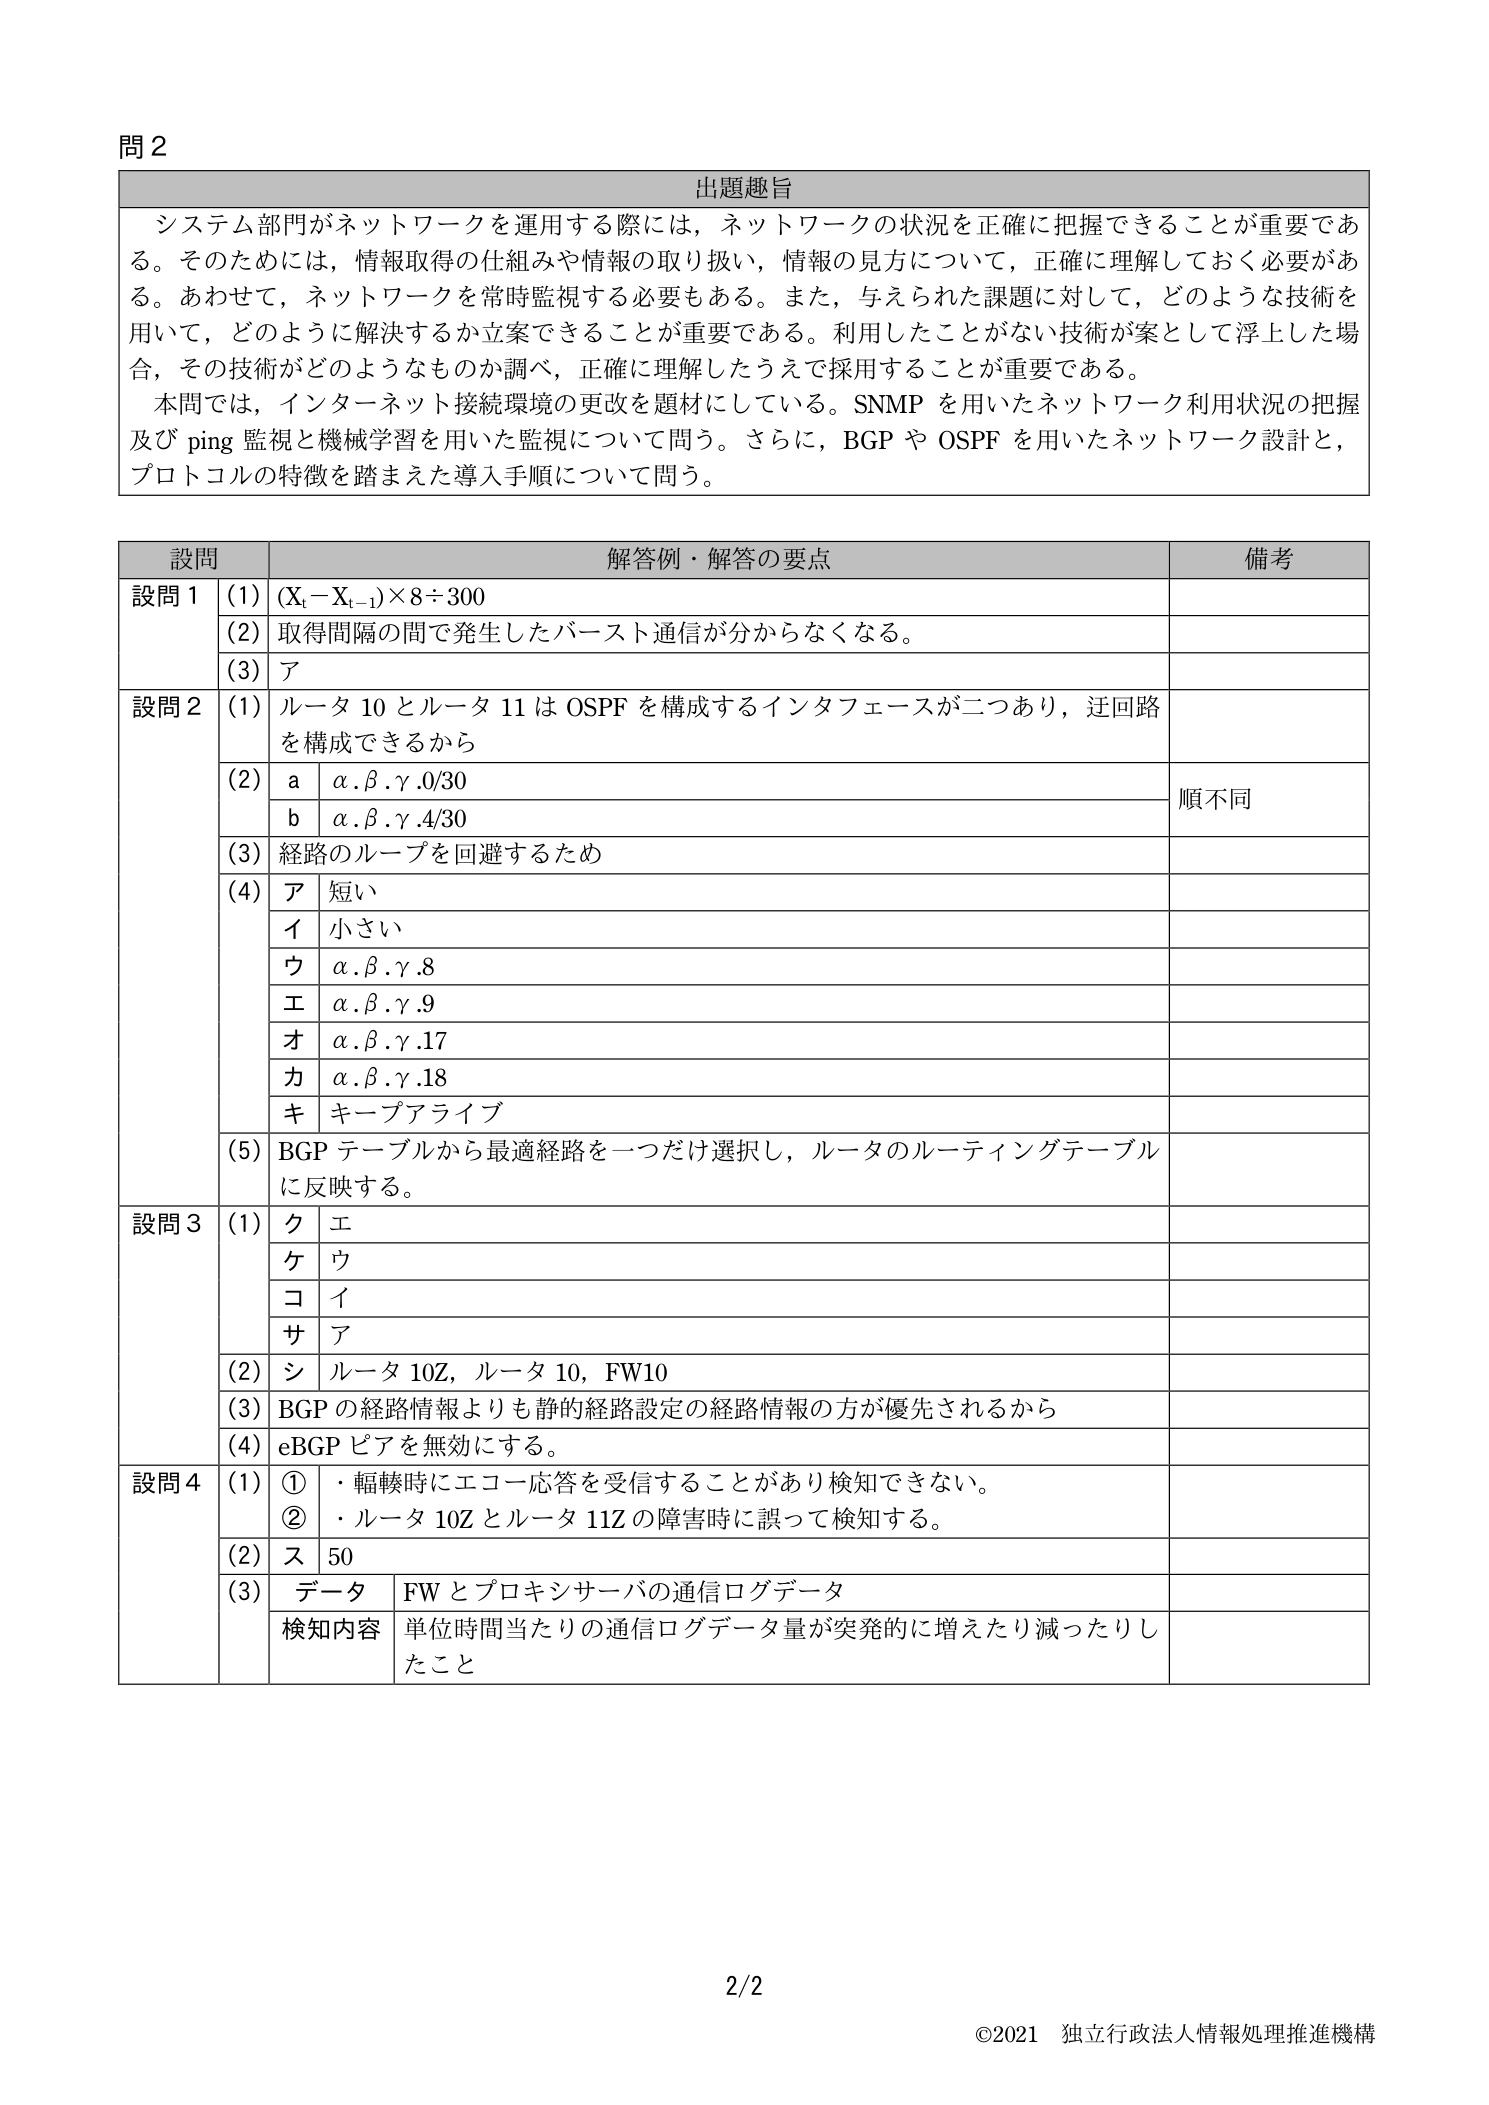 問２
出題趣旨
システム部門がネットワークを運用する際には，ネットワークの状況を正確に把握できることが重要であ
る。そのためには，情報取得の仕組みや情報の取り扱い，情報の見方について，正確に理解しておく必要があ
る。あわせて，ネットワークを常時監視する必要もある。また，与えられた課題に対して，どのような技術を
用いて，どのように解決するか立案できることが重要である。利用したことがない技術が案として浮上した場
合，その技術がどのようなものか調べ，正確に理解したうえで採用することが重要である。
本問では，インターネット接続環境の更改を題材にしている。SNMP を用いたネットワーク利用状況の把握
及び ping 監視と機械学習を用いた監視について問う。さらに，BGP や OSPF を用いたネットワーク設計と，
プロトコルの特徴を踏まえた導入手順について問う。
設問 解答例・解答の要点 備考
設問１ (1) (Xt－Xt−1)×8÷300
(2) 取得間隔の間で発生したバースト通信が分からなくなる。
(3) ア
設問２ (1) ルータ 10 とルータ 11 は OSPF を構成するインタフェースが二つあり，迂回路
を構成できるから
(2) a α.β.γ.0/30 順不同
b α.β.γ.4/30
(3) 経路のループを回避するため
(4) ア 短い
イ 小さい
ウ α.β.γ.8
エ α.β.γ.9
オ α.β.γ.17
カ α.β.γ.18
キ キープアライブ
(5) BGP テーブルから最適経路を一つだけ選択し，ルータのルーティングテーブル
に反映する。
設問３ (1) ク エ
ケ ウ
コ イ
サ ア
(2) シ ルータ 10Z，ルータ 10，FW10
(3) BGP の経路情報よりも静的経路設定の経路情報の方が優先されるから
(4) eBGP ピアを無効にする。
設問４ (1) ① ・輻輳時にエコー応答を受信することがあり検知できない。
② ・ルータ 10Z とルータ 11Z の障害時に誤って検知する。
(2) ス 50
(3) データ FW とプロキシサーバの通信ログデータ
検知内容 単位時間当たりの通信ログデータ量が突発的に増えたり減ったりし
たこと
2/2
©2021 独立行政法人情報処理推進機構